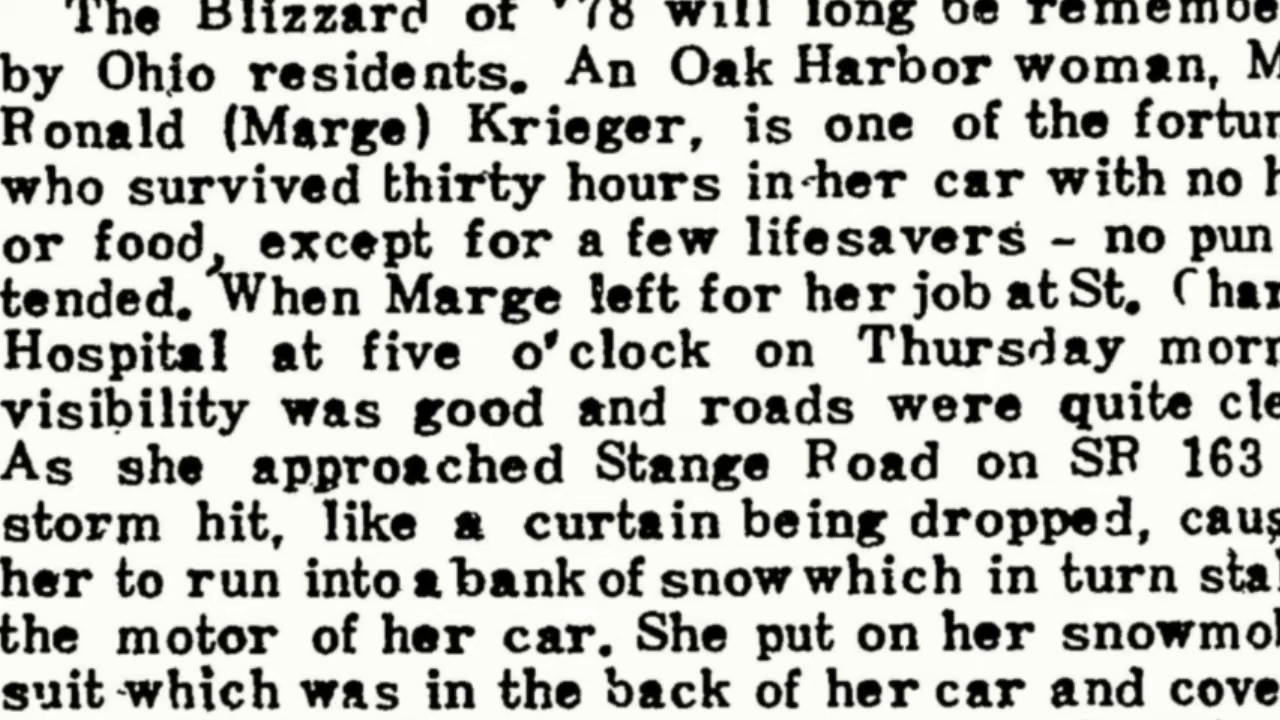 The Blizzard of '78 will long be remembe
by Ohio residents. An Oak Harbor woman, M
Ronald (Marge) Krieger, is one of the fortun
who survived thirty hours in her car with no h
or food, except for a few lifesavers - no pun
tended. When Marge left for her job at St. Char
Hospital at five o'clock on Thursday morn
visibility was good and roads were quite cle
As she approached Stange Road on SR 163
storm hit, like a curtain being dropped, caus
her to run into a bank of snow which in turn stal
the motor of her car. She put on her snowmob
suit which was in the back of her car and cove